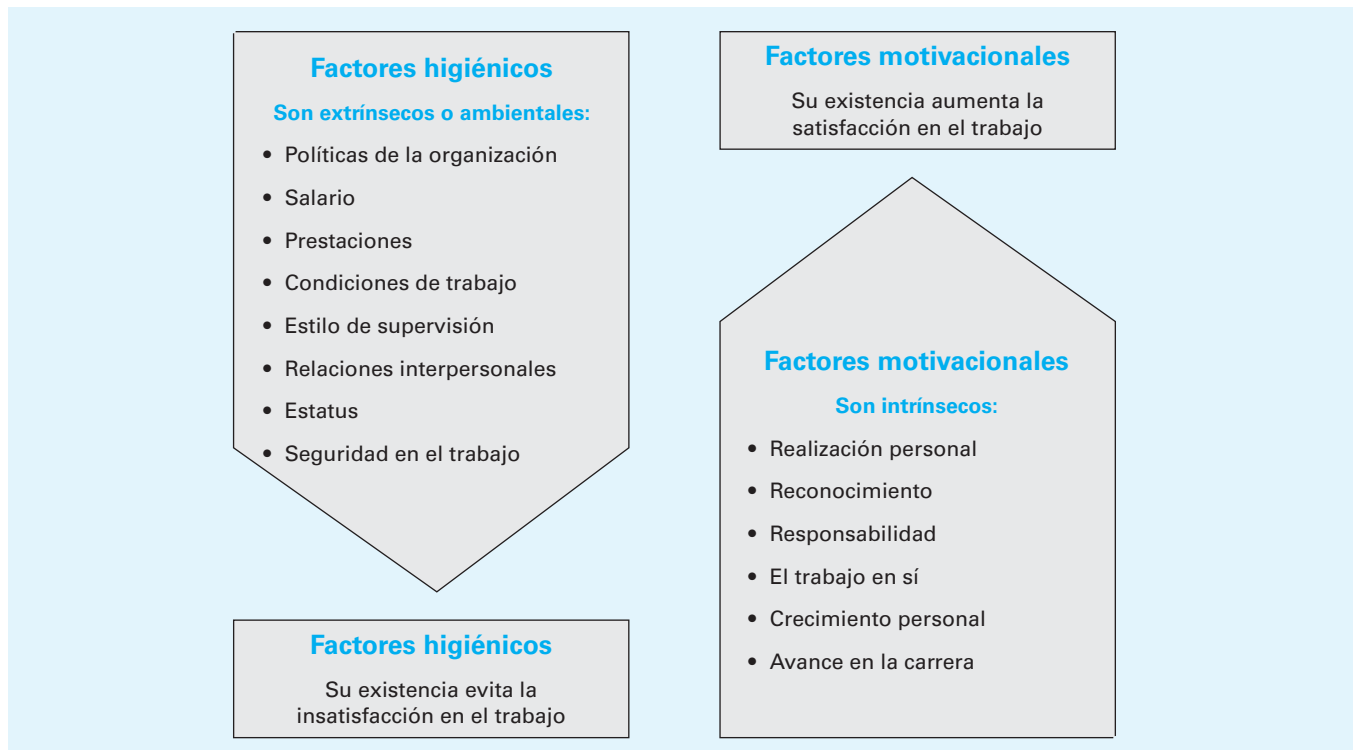 Factores higiénicos
Son extrínsecos o ambientales:
• Políticas de la organización
• Salario
• Prestaciones
• Condiciones de trabajo
• Estilo de supervisión
• Relaciones interpersonales
• Estatus
• Seguridad en el trabajo
Factores higiénicos
Su existencia evita la
insatisfacción en el trabajo
Factores motivacionales
Su existencia aumenta la
satisfacción en el trabajo
Factores motivacionales
Son intrínsecos:
• Realización personal
• Reconocimiento
• Responsabilidad
• El trabajo en sí
• Crecimiento personal
• Avance en la carrera